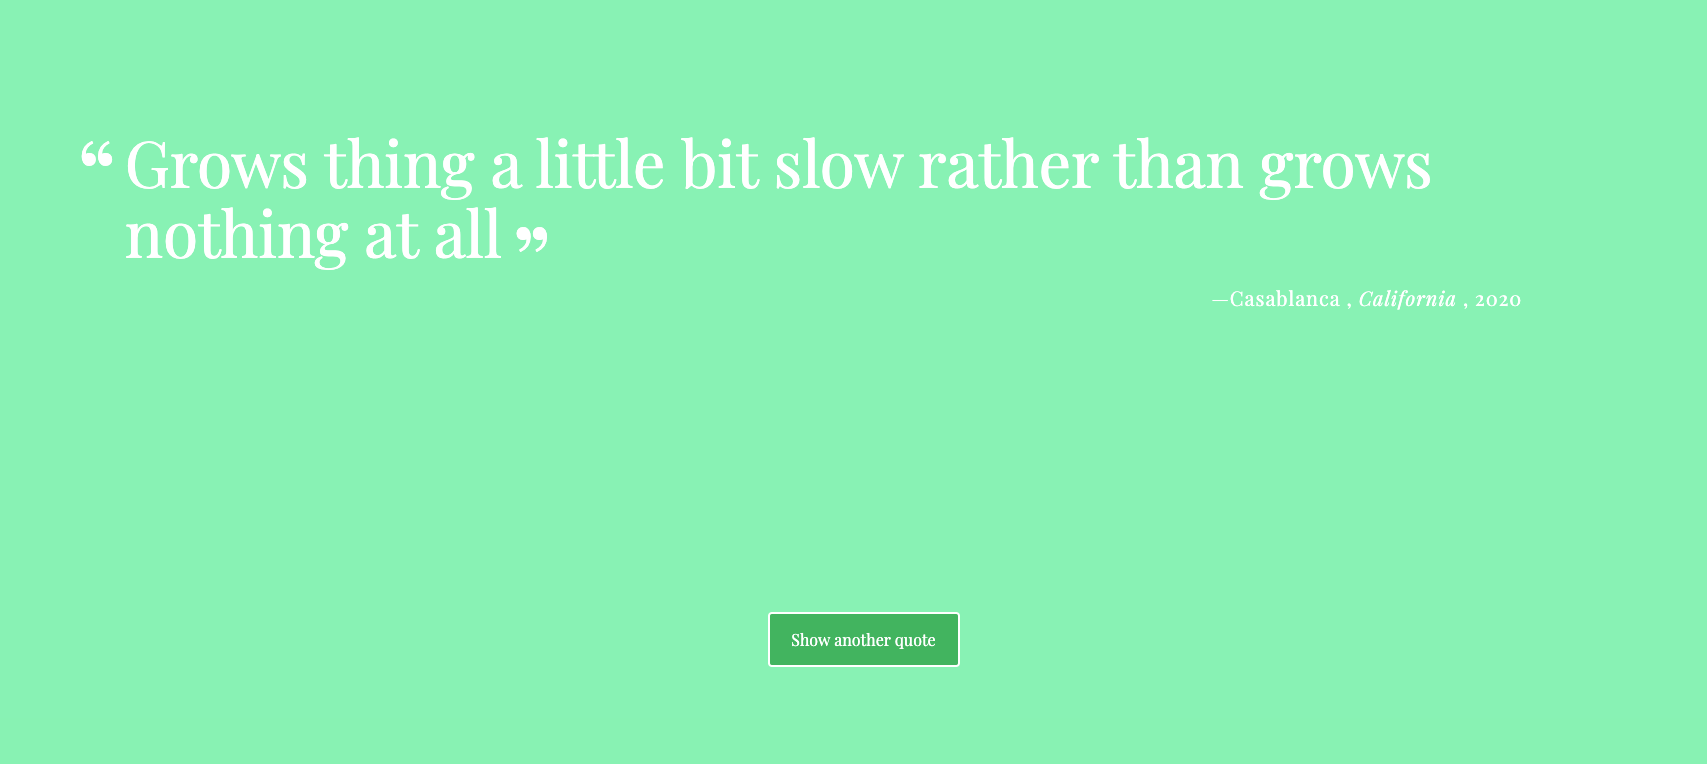 “ Grows thing a little bit slow rather than grows
nothing at all ”
—Casablanca , California , 2020
Show another quote